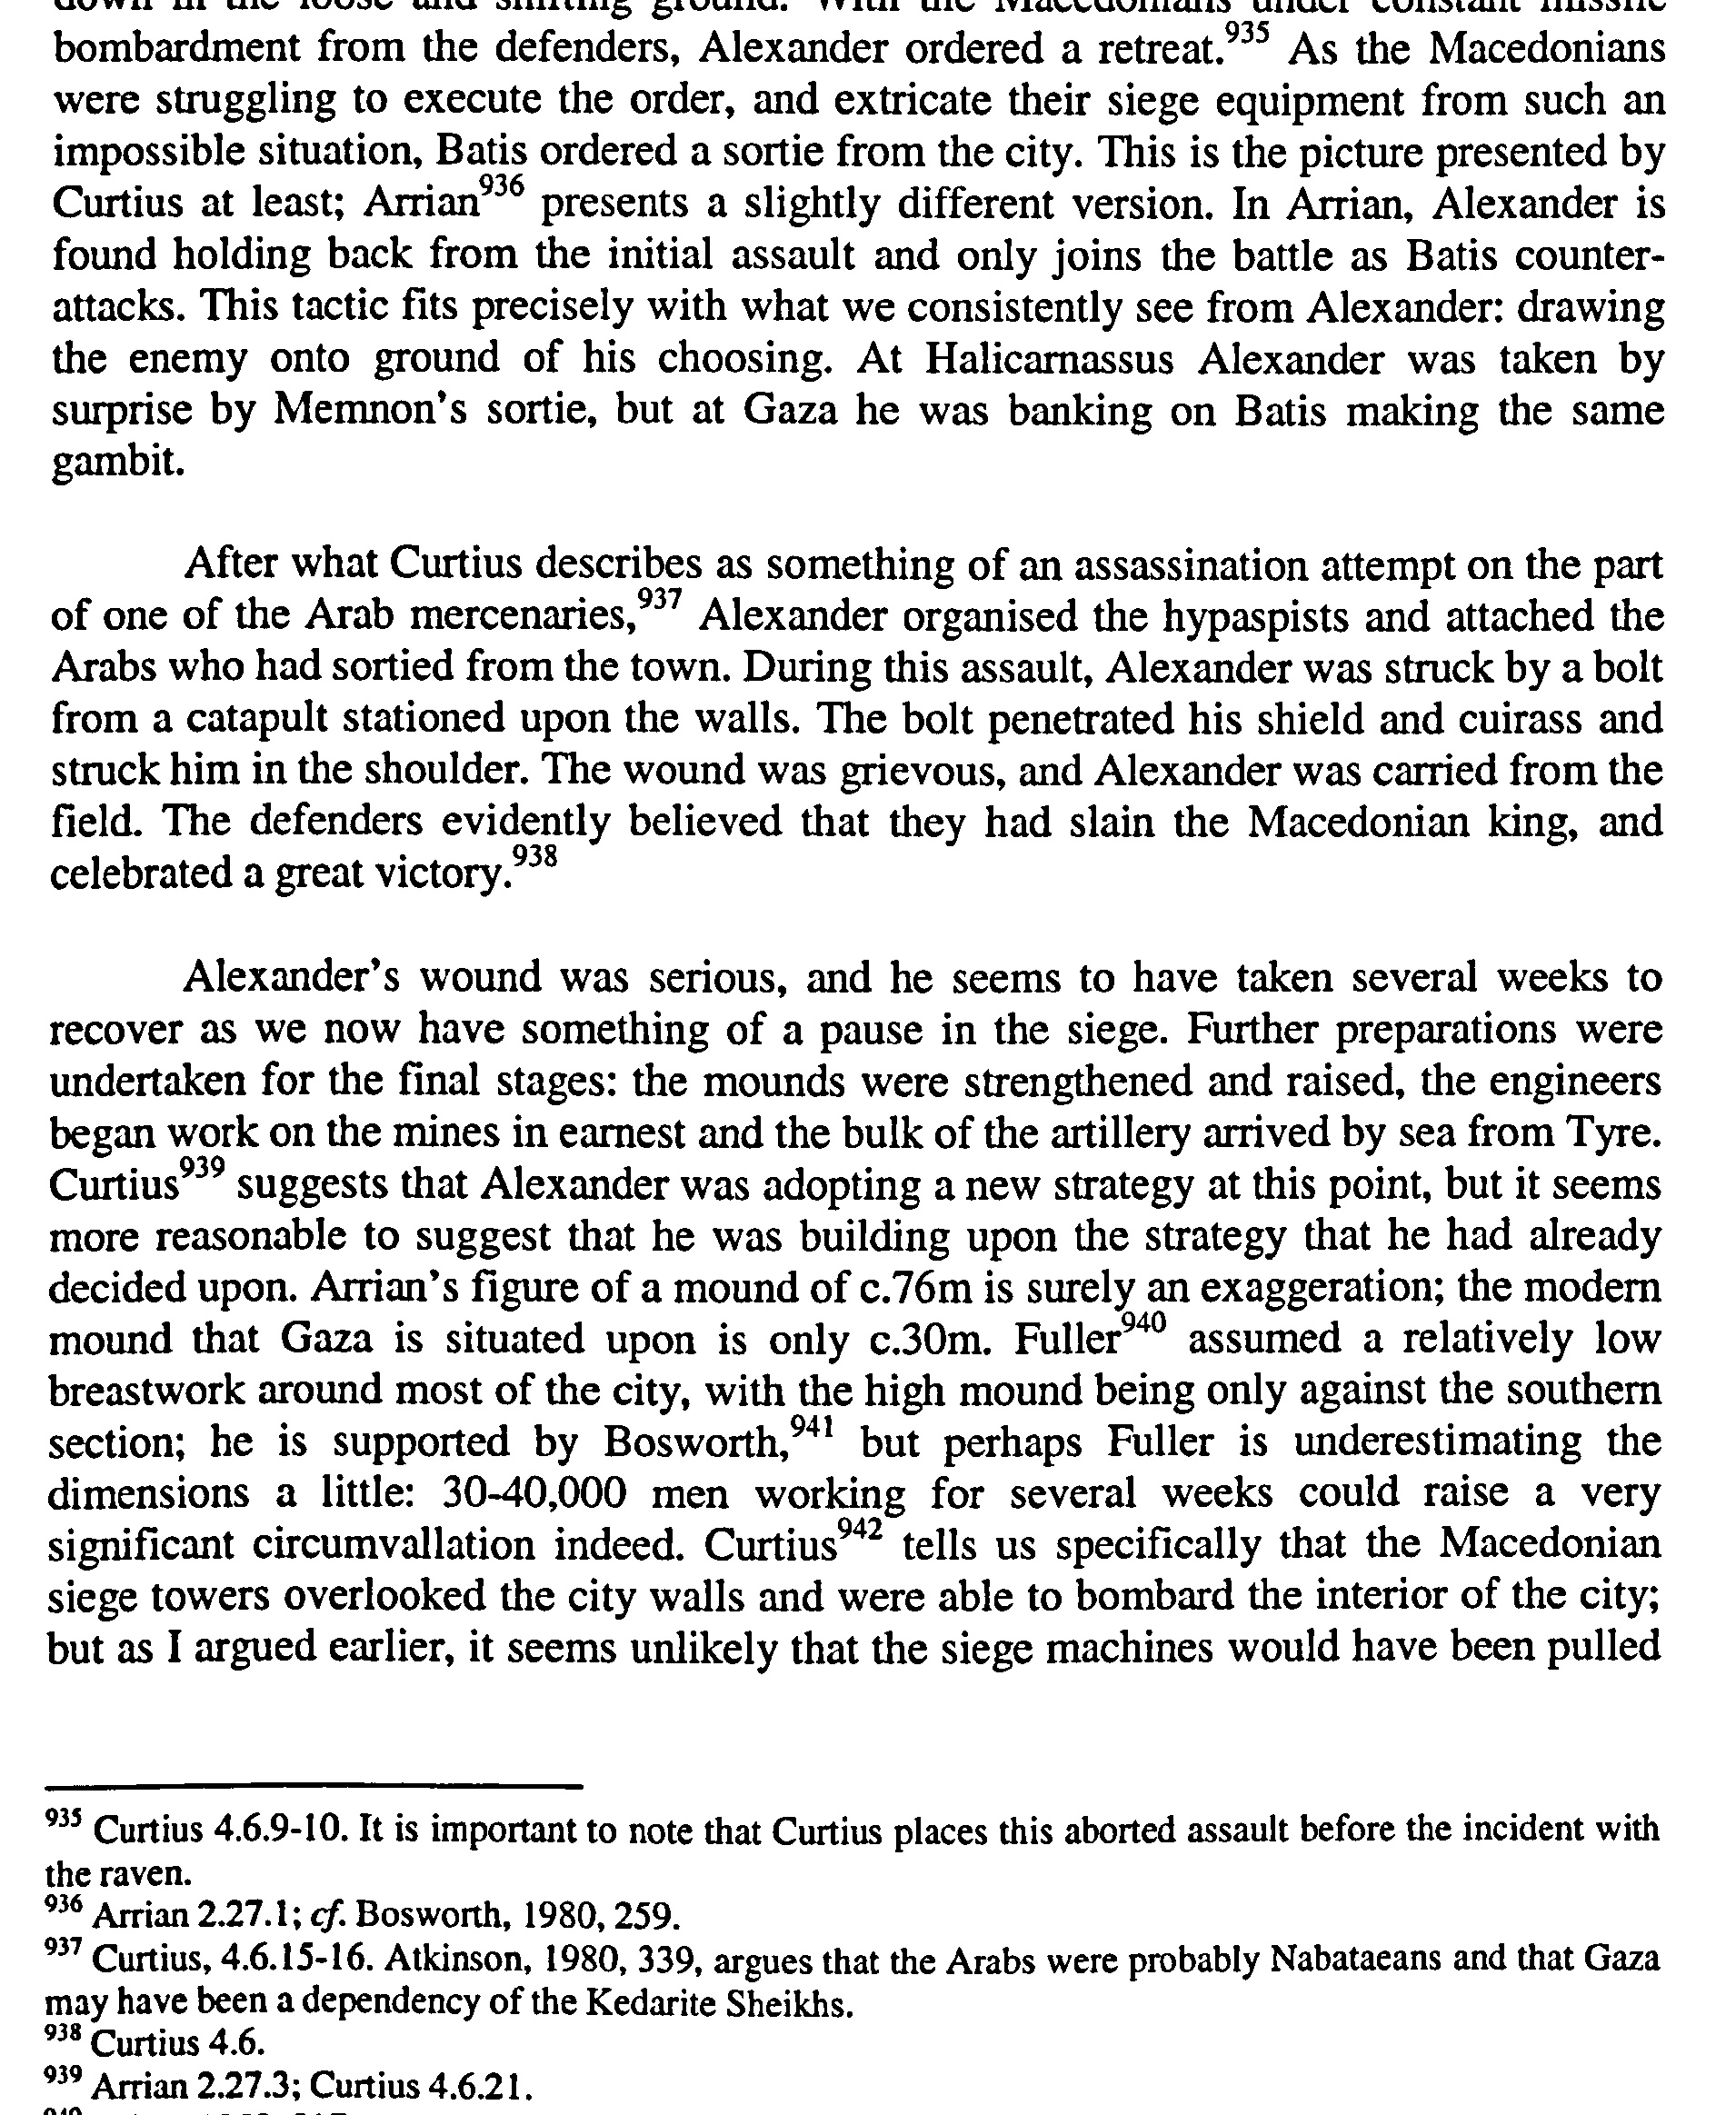 down in the loose and shifting ground. With the Macedonians under constant missile
bombardment from the defenders, Alexander ordered a retreat.935 As the Macedonians
were struggling to execute the order, and extricate their siege equipment from such an
impossible situation, Batis ordered a sortie from the city. This is the picture presented by
Curtius at least; Arrian936 presents a slightly different version. In Arrian, Alexander is
found holding back from the initial assault and only joins the battle as Batis counter-
attacks. This tactic fits precisely with what we consistently see from Alexander: drawing
the enemy onto ground of his choosing. At Halicarnassus Alexander was taken by
surprise by Memnon's sortie, but at Gaza he was banking on Batis making the same
gambit.
After what Curtius describes as something of an assassination attempt on the part
of one of the Arab mercenaries,937 Alexander organised the hypaspists and attached the
Arabs who had sortied from the town. During this assault, Alexander was struck by a bolt
from a catapult stationed upon the walls. The bolt penetrated his shield and cuirass and
struck him in the shoulder. The wound was grievous, and Alexander was carried from the
field. The defenders evidently believed that they had slain the Macedonian king, and
celebrated a great victory.938
Alexander's wound was serious, and he seems to have taken several weeks to
recover as we now have something of a pause in the siege. Further preparations were
undertaken for the final stages: the mounds were strengthened and raised, the engineers
began work on the mines in earnest and the bulk of the artillery arrived by sea from Tyre.
Curtius939 suggests that Alexander was adopting a new strategy at this point, but it seems
more reasonable to suggest that he was building upon the strategy that he had already
decided upon. Arrian's figure of a mound of c.76m is surely an exaggeration; the modern
mound that Gaza is situated upon is only c.30m. Fuller940 assumed a relatively low
breastwork around most of the city, with the high mound being only against the southern
section; he is supported by Bosworth,941 but perhaps Fuller is underestimating the
dimensions a little: 30-40,000 men working for several weeks could raise a very
significant circumvallation indeed. Curtius942 tells us specifically that the Macedonian
siege towers overlooked the city walls and were able to bombard the interior of the city;
but as I argued earlier, it seems unlikely that the siege machines would have been pulled
935 Curtius 4.6.9-10. It is important to note that Curtius places this aborted assault before the incident with
the raven.
936 Arrian 2.27.1; cf. Bosworth, 1980, 259.
937 Curtius, 4.6.15-16. Atkinson, 1980, 339, argues that the Arabs were probably Nabataeans and that Gaza
may have been a dependency of the Kedarite Sheikhs.
938 Curtius 4.6.
939 Arrian 2.27.3; Curtius 4.6.21.